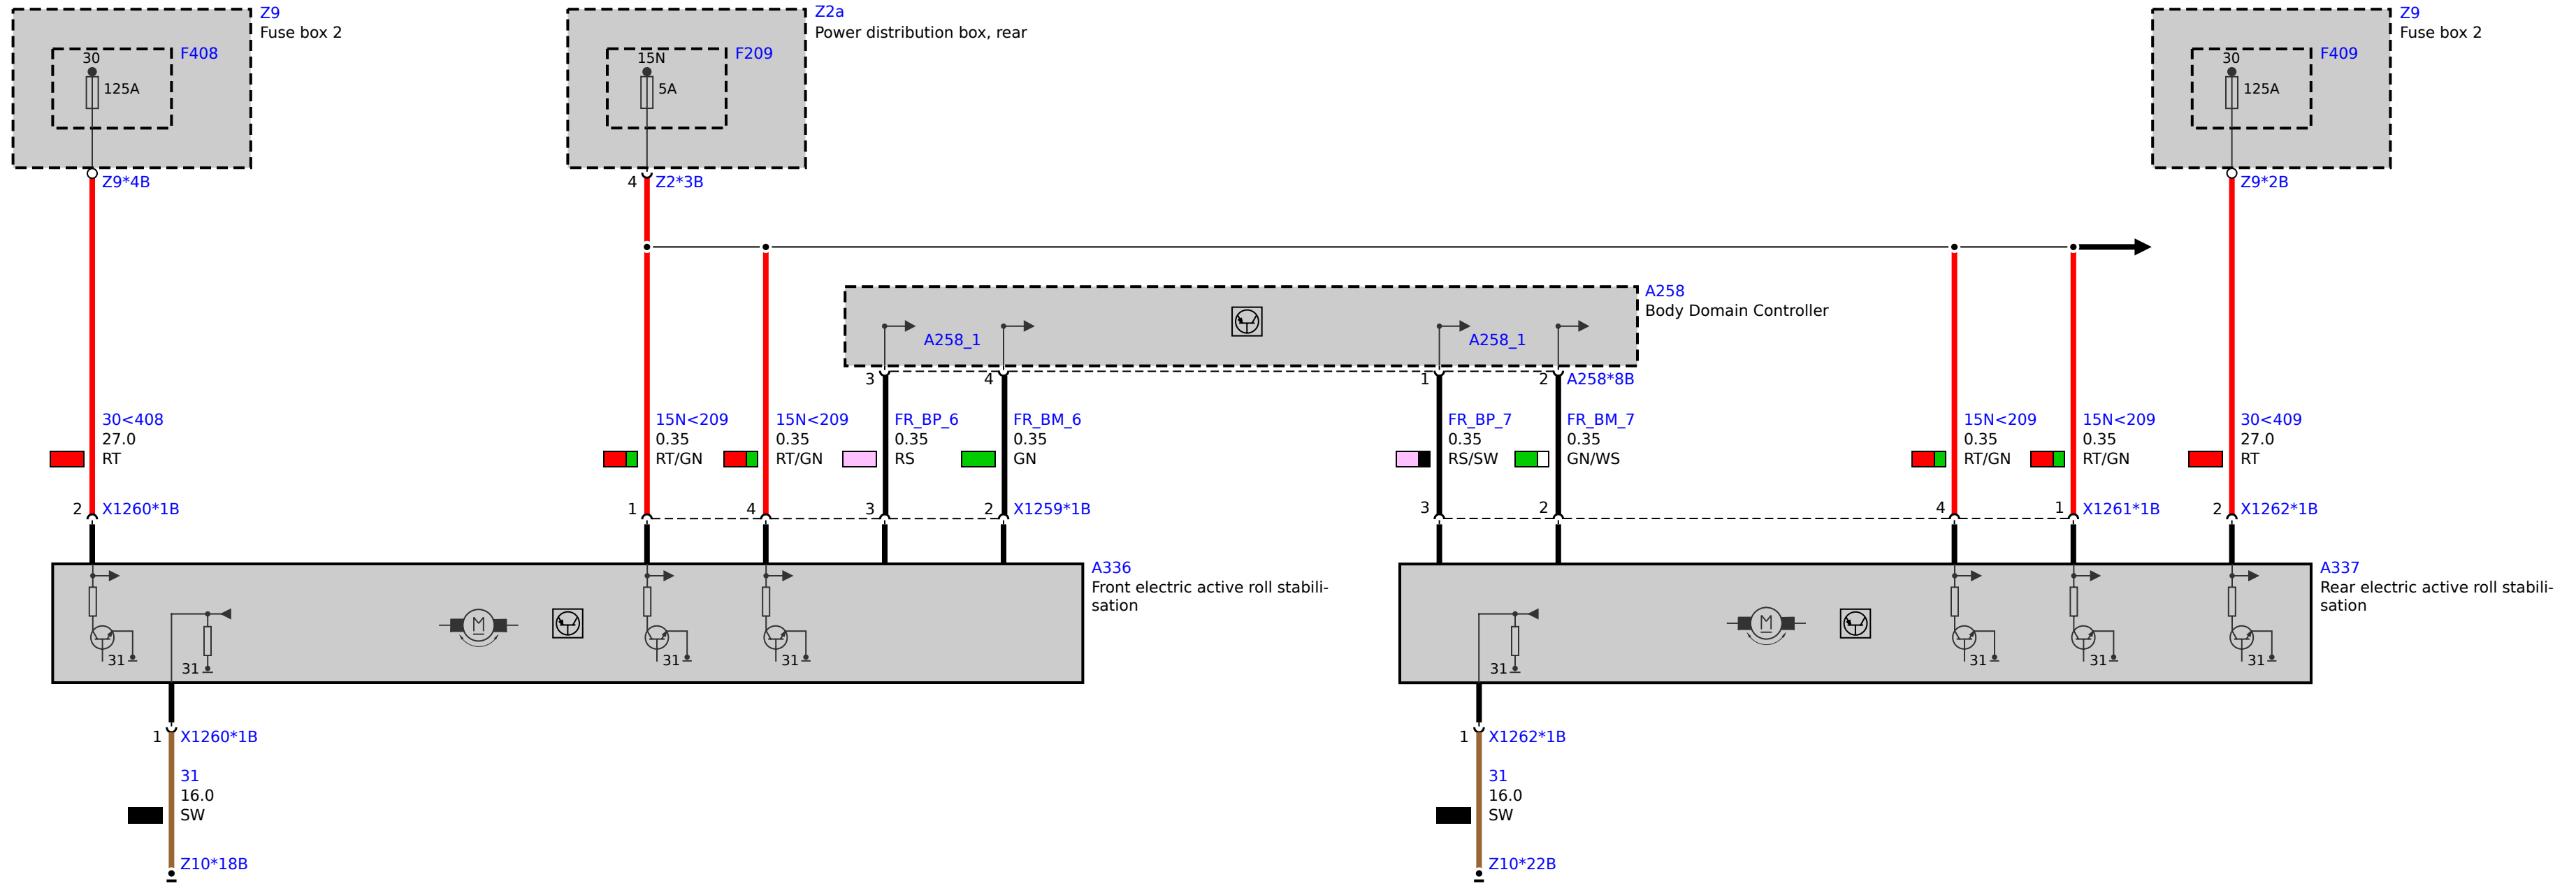 Z9
Fuse box 2
F408
30
125A
Z9*4B
Z2a
Power distribution box, rear
F209
15N
5A
4
Z2*3B
Z9
Fuse box 2
F409
30
125A
Z9*2B
A258
Body Domain Controller
A258_1
A258_1
3
4
1
2
A258*8B
30<408
27.0
RT
15N<209
0.35
RT/GN
15N<209
0.35
RT/GN
FR_BP_6
0.35
RS
FR_BM_6
0.35
GN
FR_BP_7
0.35
RS/SW
FR_BM_7
0.35
GN/WS
15N<209
0.35
RT/GN
15N<209
0.35
RT/GN
30<409
27.0
RT
2
X1260*1B
1
4
3
2
X1259*1B
3
2
4
1
X1261*1B
2
X1262*1B
A336
Front electric active roll stabili-
sation
31
31
M
31
31
A337
Rear electric active roll stabili-
sation
31
M
31
31
31
1
X1260*1B
31
16.0
SW
Z10*18B
1
X1262*1B
31
16.0
SW
Z10*22B